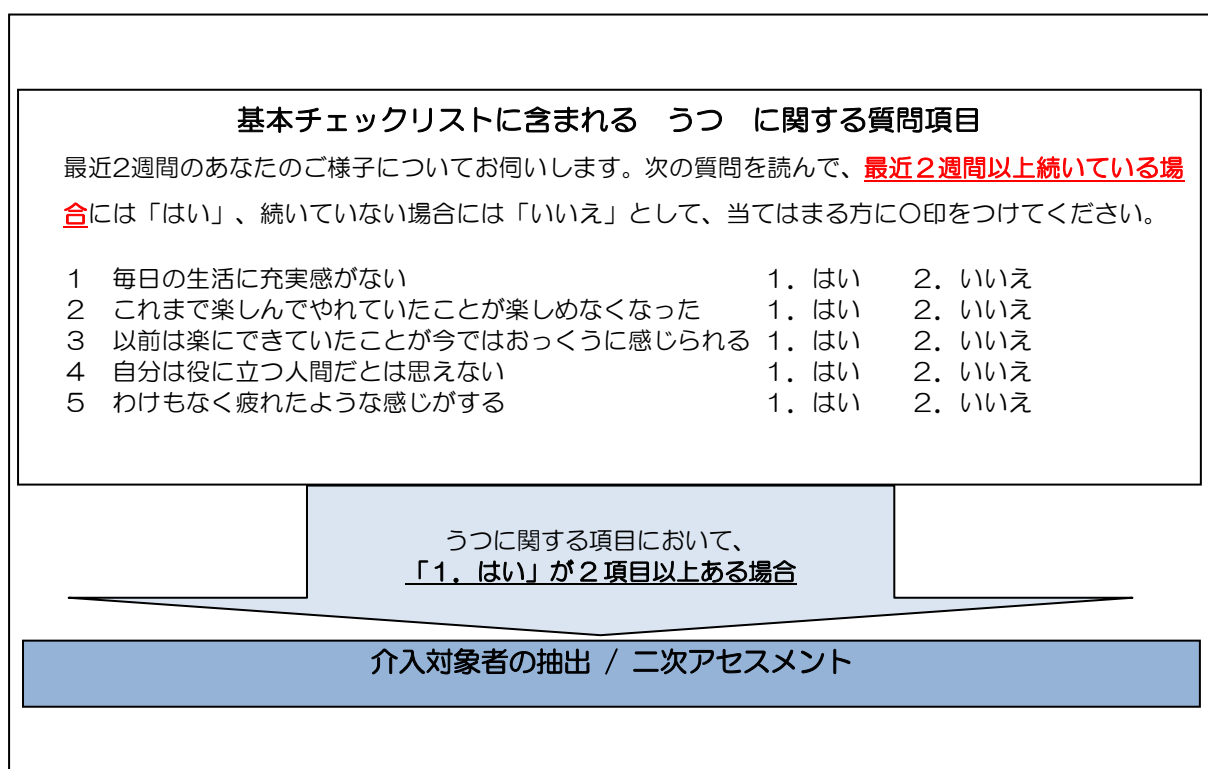 基本チェックリストに含まれる　うつ　に関する質問項目
最近2週間のあなたのご様子についてお伺いします。次の質問を読んで、最近２週間以上続いている場
合には「はい」、続いていない場合には「いいえ」として、当てはまる方に〇印をつけてください。
１　毎日の生活に充実感がない　１．はい　２．いいえ
２　これまで楽しんでやれていたことが楽しめなくなった　１．はい　２．いいえ
３　以前は楽にできていたことが今ではおっくうに感じられる　１．はい　２．いいえ
４　自分は役に立つ人間だとは思えない　１．はい　２．いいえ
５　わけもなく疲れたような感じがする　１．はい　２．いいえ
うつに関する項目において、
「１．はい」が２項目以上ある場合
介入対象者の抽出 / 二次アセスメント